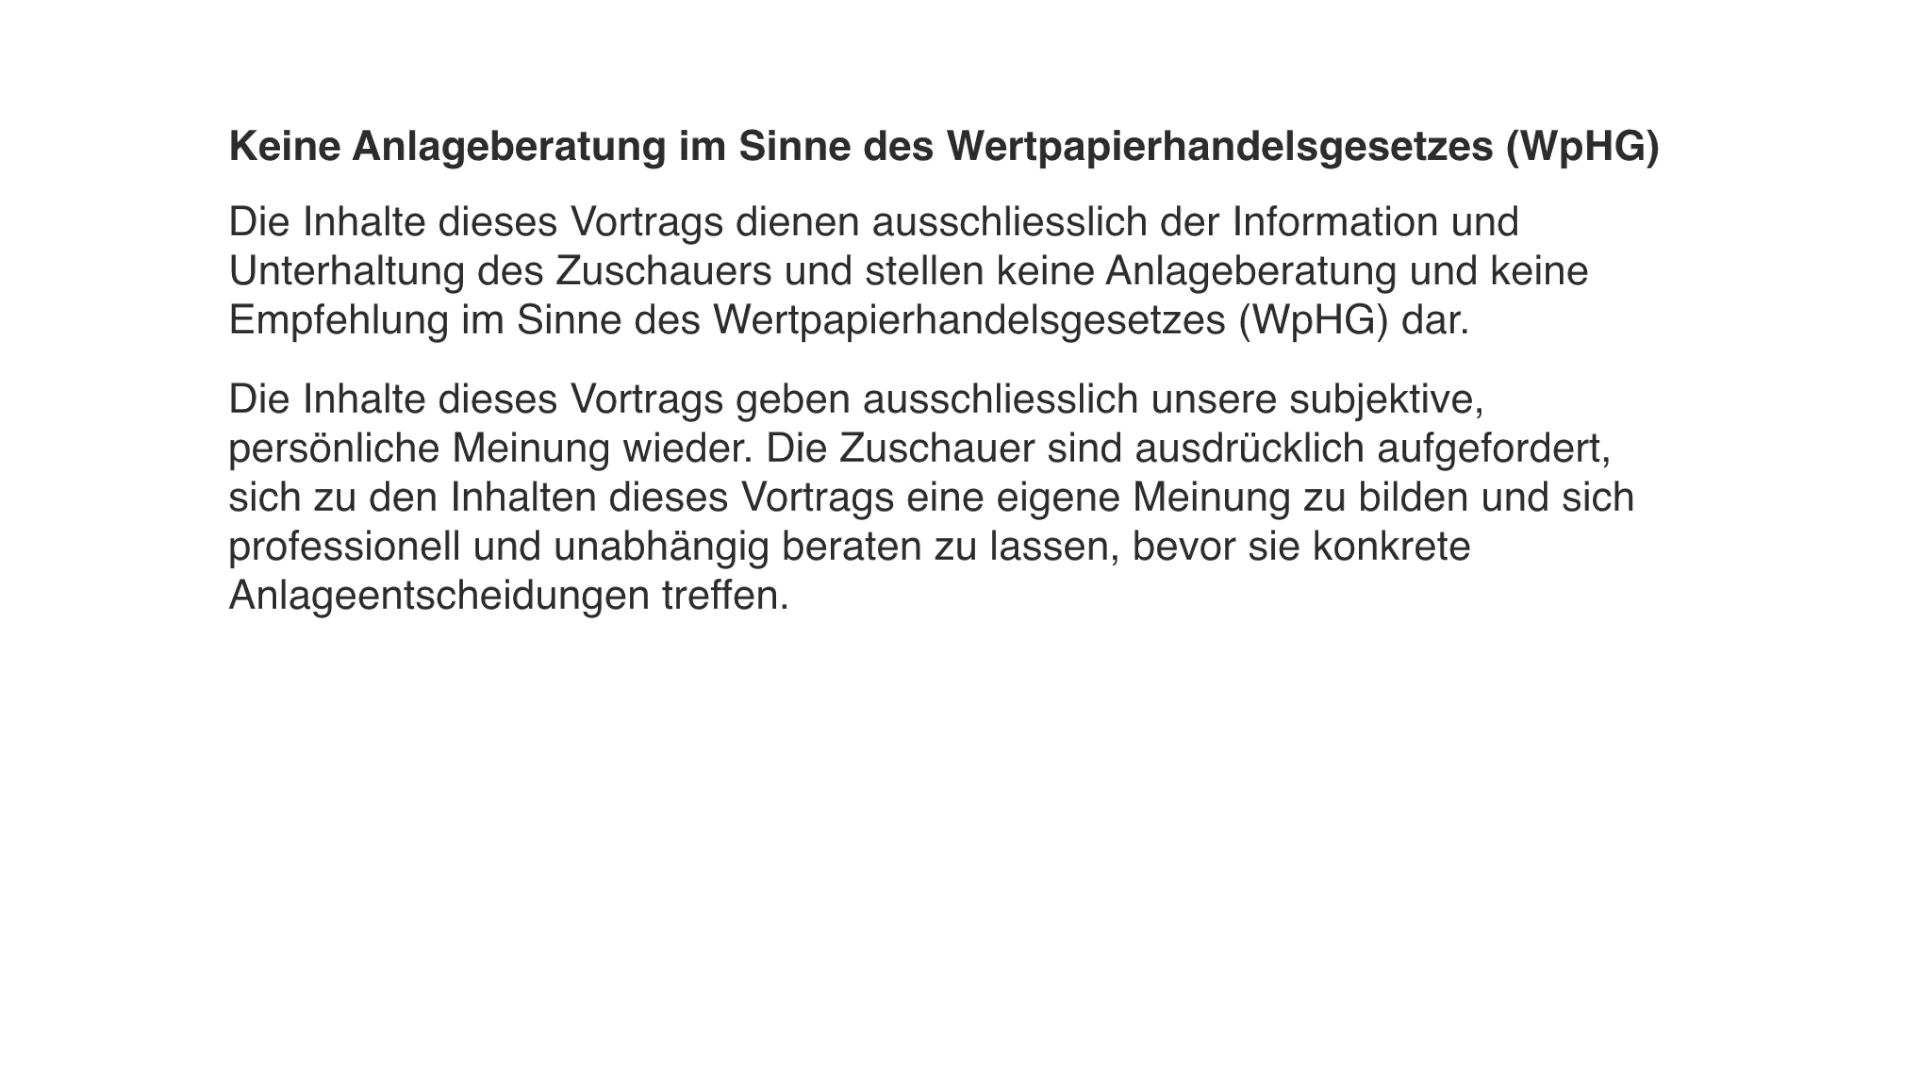 Keine Anlageberatung im Sinne des Wertpapierhandelsgesetzes (WpHG)
Die Inhalte dieses Vortrags dienen ausschliesslich der Information und
Unterhaltung des Zuschauers und stellen keine Anlageberatung und keine
Empfehlung im Sinne des Wertpapierhandelsgesetzes (WpHG) dar.
Die Inhalte dieses Vortrags geben ausschliesslich unsere subjektive,
persönliche Meinung wieder. Die Zuschauer sind ausdrücklich aufgefordert,
sich zu den Inhalten dieses Vortrags eine eigene Meinung zu bilden und sich
professionell und unabhängig beraten zu lassen, bevor sie konkrete
Anlageentscheidungen treffen.